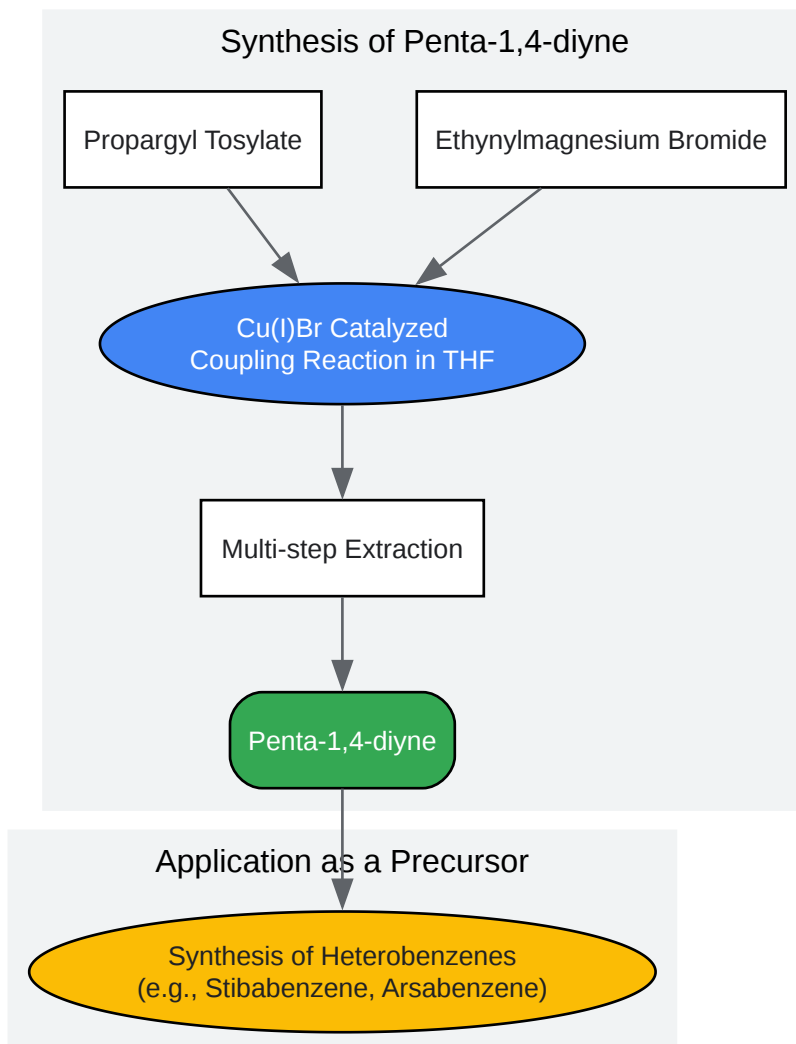 Synthesis of Penta-1,4-diyne
Propargyl Tosylate
Ethynylmagnesium Bromide
Cu(I)Br Catalyzed
Coupling Reaction in THF
Multi-step Extraction
Penta-1,4-diyne
Application as a Precursor
Synthesis of Heterobenzenes
(e.g., Stibabenzene, Arsabenzene)